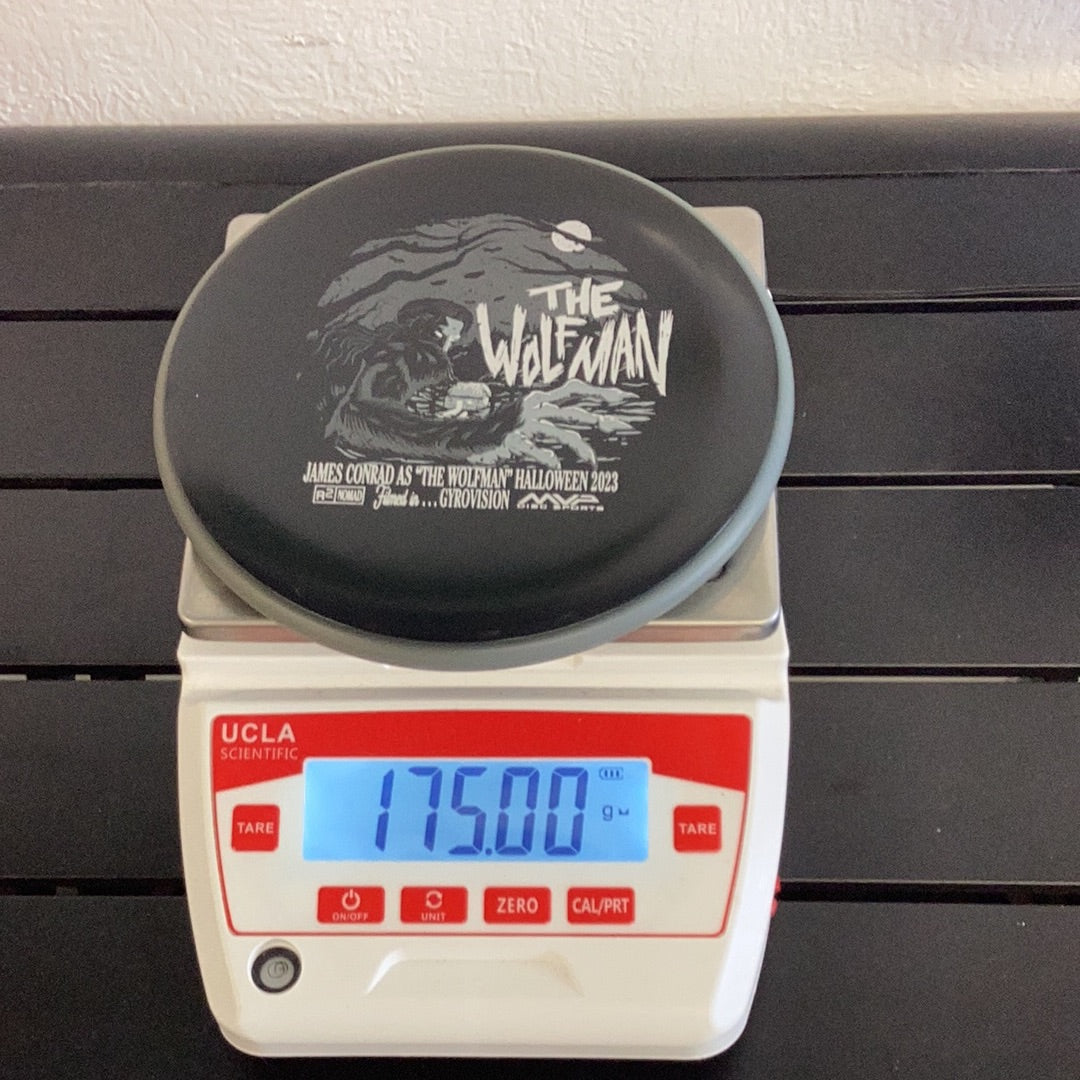 THE
WOLFMAN
JAMES CONRAD AS "THE WOLFMAN" HALLOWEEN 2023
R2 NOMAD Filmed in... GYROVISION MVP
DISC SPORTS
UCLA
SCIENTIFIC
175.00 g
TARE
TARE
ON/OFF
UNIT
ZERO
CAL/PRT